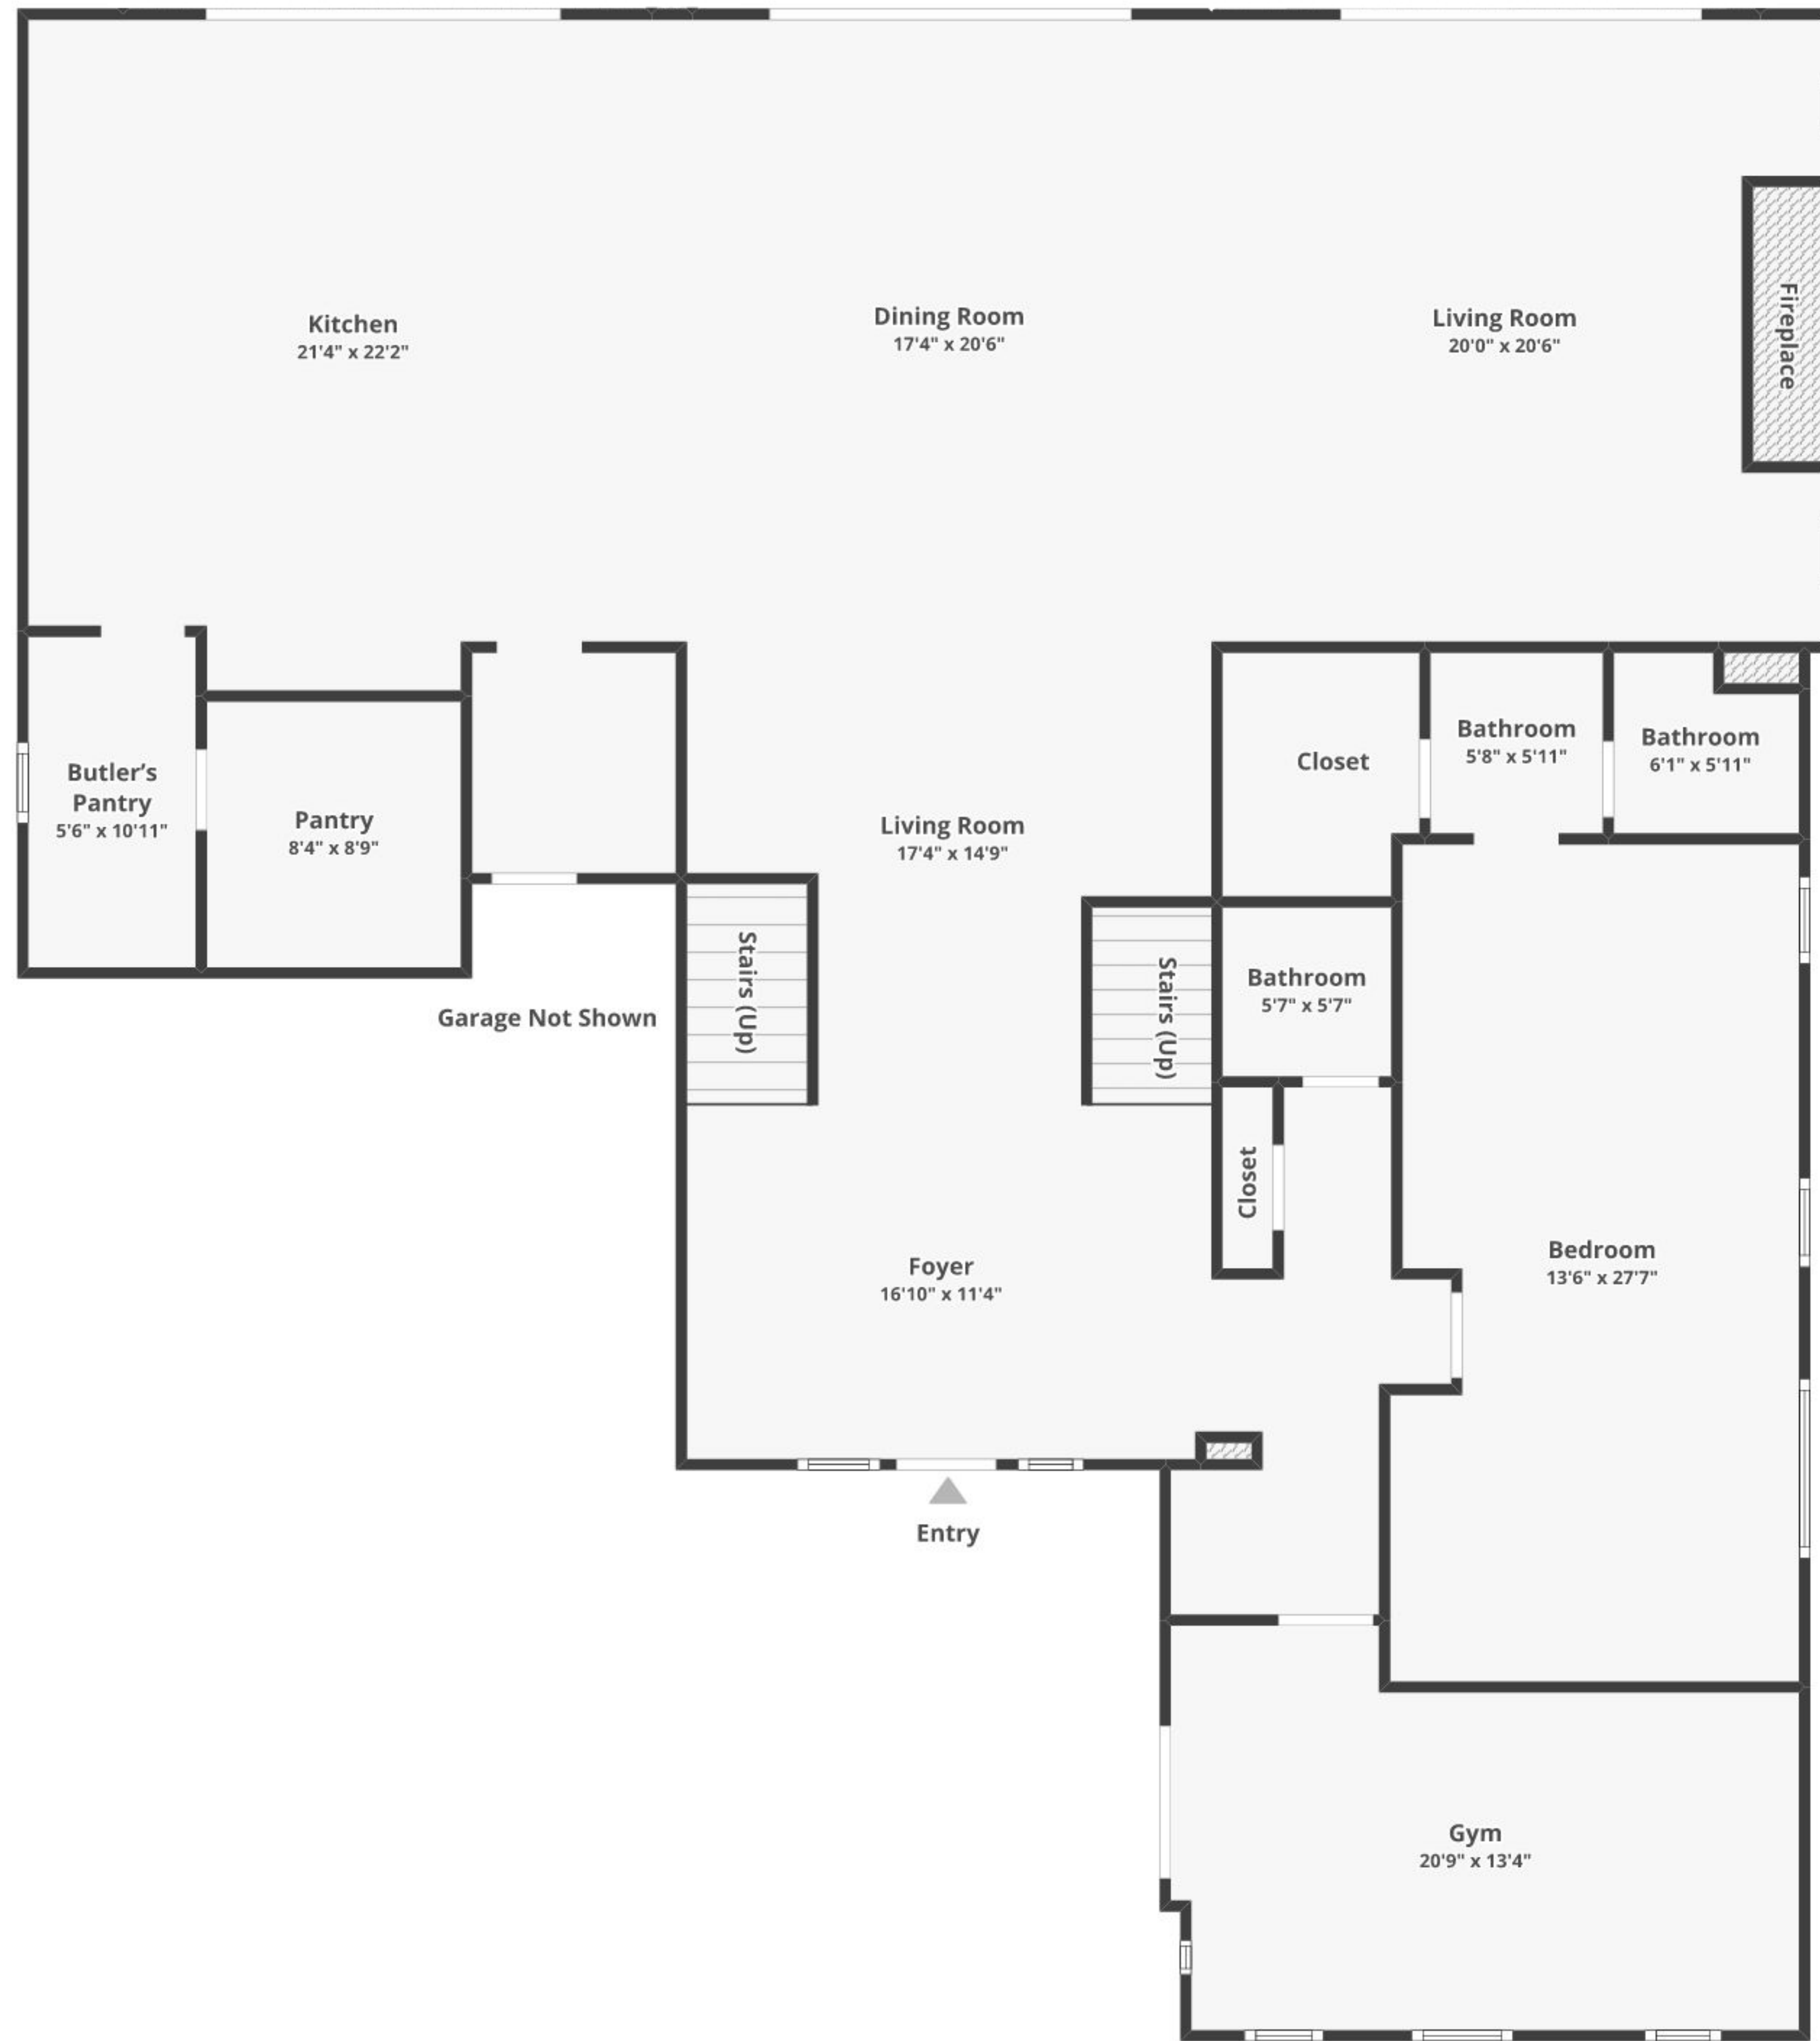 Kitchen
21'4" x 22'2"
Dining Room
17'4" x 20'6"
Living Room
20'0" x 20'6"
Fireplace
Butler’s
Pantry
5'6" x 10'11"
Pantry
8'4" x 8'9"
Living Room
17'4" x 14'9"
Closet
Bathroom
5'8" x 5'11"
Bathroom
6'1" x 5'11"
Garage Not Shown
Stairs (Up)
Stairs (Up)
Bathroom
5'7" x 5'7"
Closet
Foyer
16'10" x 11'4"
Bedroom
13'6" x 27'7"
Entry
Gym
20'9" x 13'4"